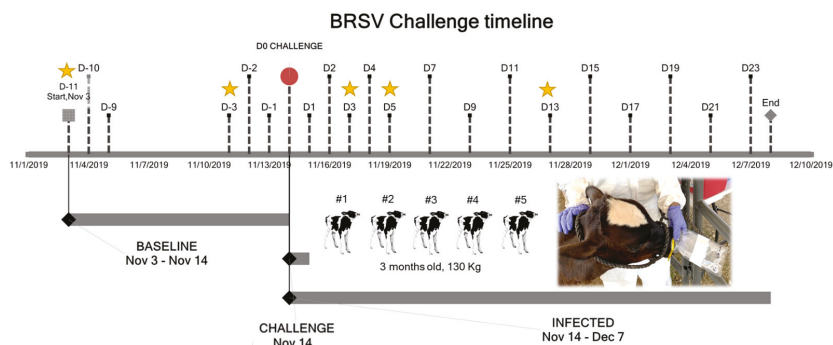 BRSV Challenge timeline
D0 CHALLENGE
D-10 D-2 D2 D4 D7 D11 D15 D19 D23
D-11
Start,Nov 3
D-9 D-3 D-1 D1 D3 D5 D9 D13 D17 D21 End
11/1/2019 11/4/2019 11/7/2019 11/10/2019 11/13/2019 11/16/2019 11/19/2019 11/22/2019 11/25/2019 11/28/2019 12/1/2019 12/4/2019 12/7/2019 12/10/2019
#1 #2 #3 #4 #5
BASELINE
Nov 3 - Nov 14
3 months old, 130 Kg
CHALLENGE
Nov 14
INFECTED
Nov 14 - Dec 7